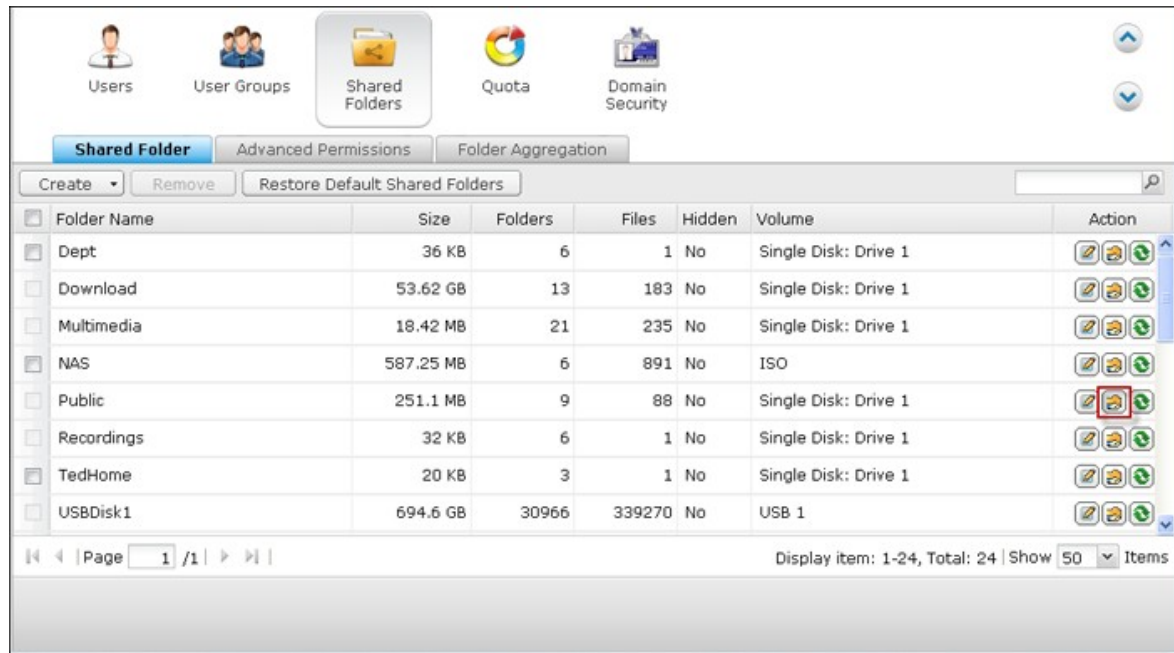 Users User Groups Shared Folders Quota Domain Security
Shared Folder Advanced Permissions Folder Aggregation
Create Remove Restore Default Shared Folders
Folder Name Size Folders Files Hidden Volume Action
Dept 36 KB 6 1 No Single Disk: Drive 1
Download 53.62 GB 13 183 No Single Disk: Drive 1
Multimedia 18.42 MB 21 235 No Single Disk: Drive 1
NAS 587.25 MB 6 891 No ISO
Public 251.1 MB 9 88 No Single Disk: Drive 1
Recordings 32 KB 6 1 No Single Disk: Drive 1
TedHome 20 KB 3 1 No Single Disk: Drive 1
USBDisk1 694.6 GB 30966 339270 No USB 1
Page 1 /1 Display item: 1-24, Total: 24 Show 50 Items